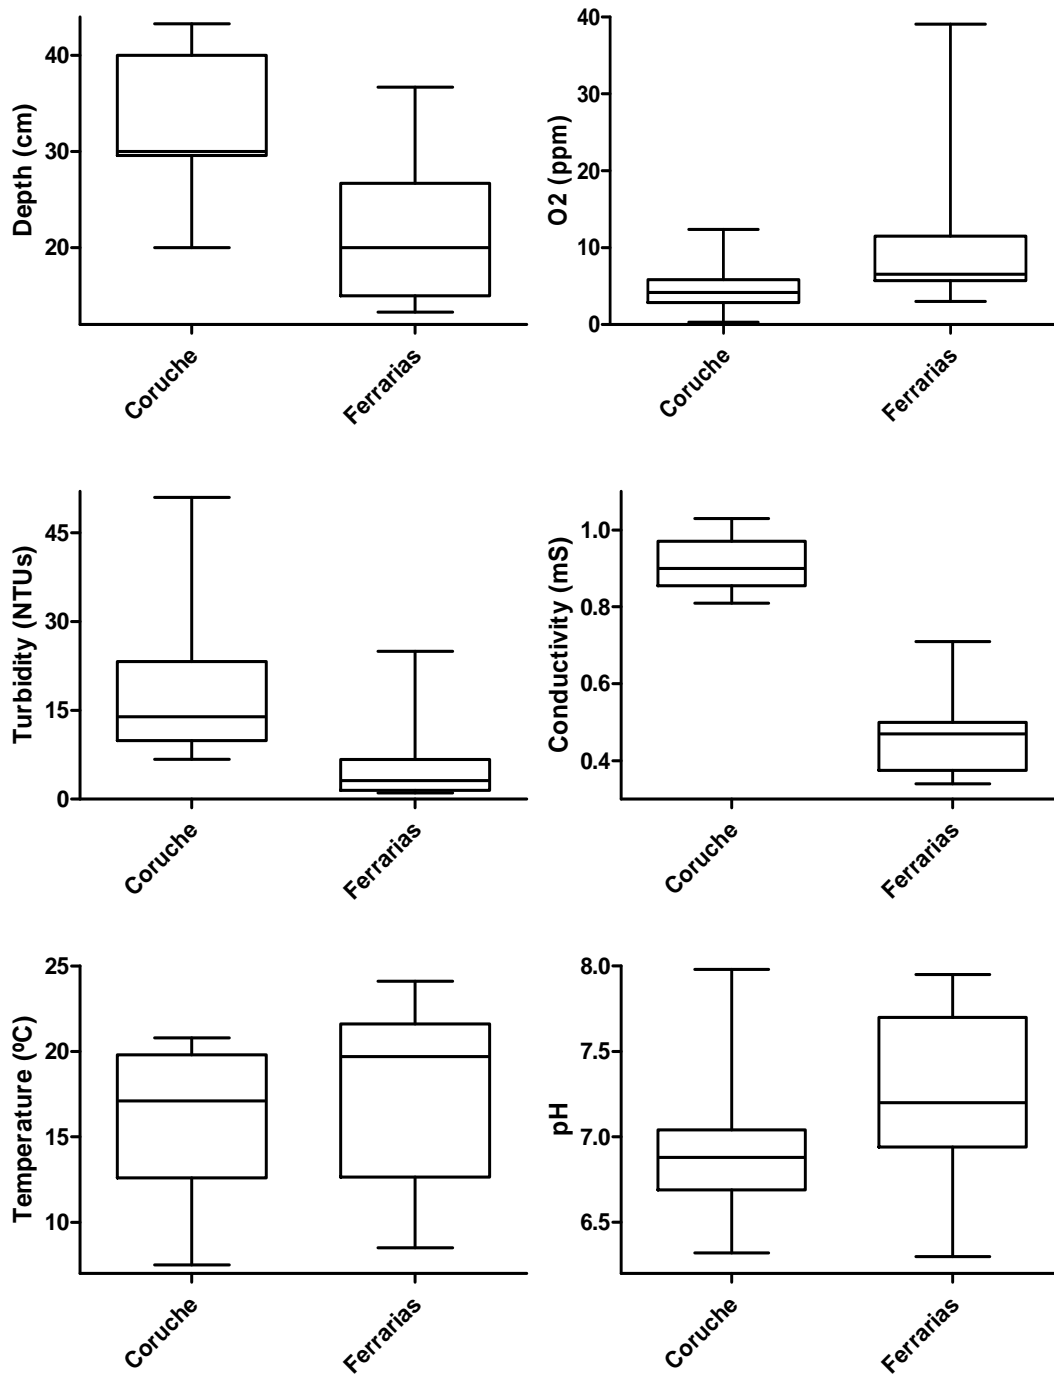 Depth (cm)
40
30
20
Coruche
Ferrarias
O2 (ppm)
40
30
20
10
0
Coruche
Ferrarias
Turbidity (NTUs)
45
30
15
0
Coruche
Ferrarias
Conductivity (mS)
1.0
0.8
0.6
0.4
Coruche
Ferrarias
Temperature (ºC)
25
20
15
10
Coruche
Ferrarias
pH
8.0
7.5
7.0
6.5
Coruche
Ferrarias